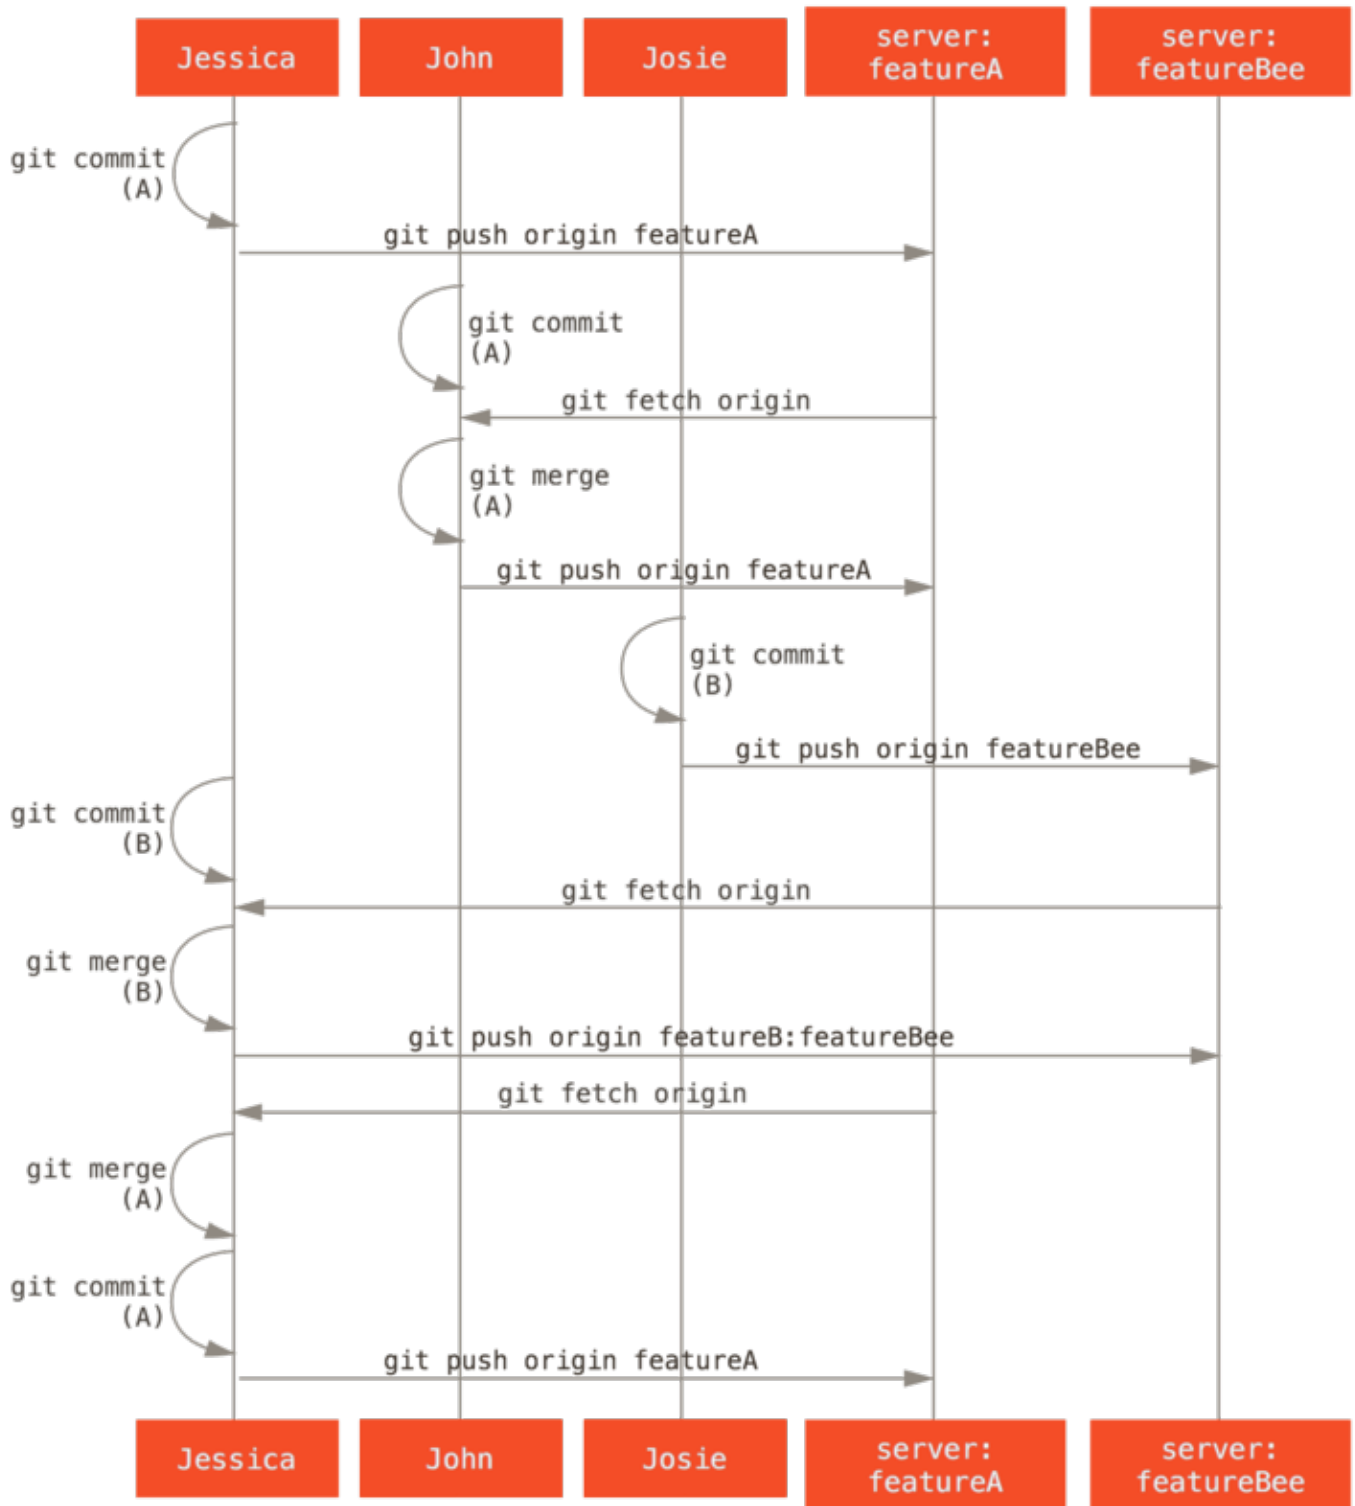 Jessica
John
Josie
server:
featureA
server:
featureBee
git commit
(A)
git push origin featureA
git commit
(A)
git fetch origin
git merge
(A)
git push origin featureA
git commit
(B)
git push origin featureBee
git commit
(B)
git fetch origin
git merge
(B)
git push origin featureB:featureBee
git fetch origin
git merge
(A)
git commit
(A)
git push origin featureA
Jessica
John
Josie
server:
featureA
server:
featureBee